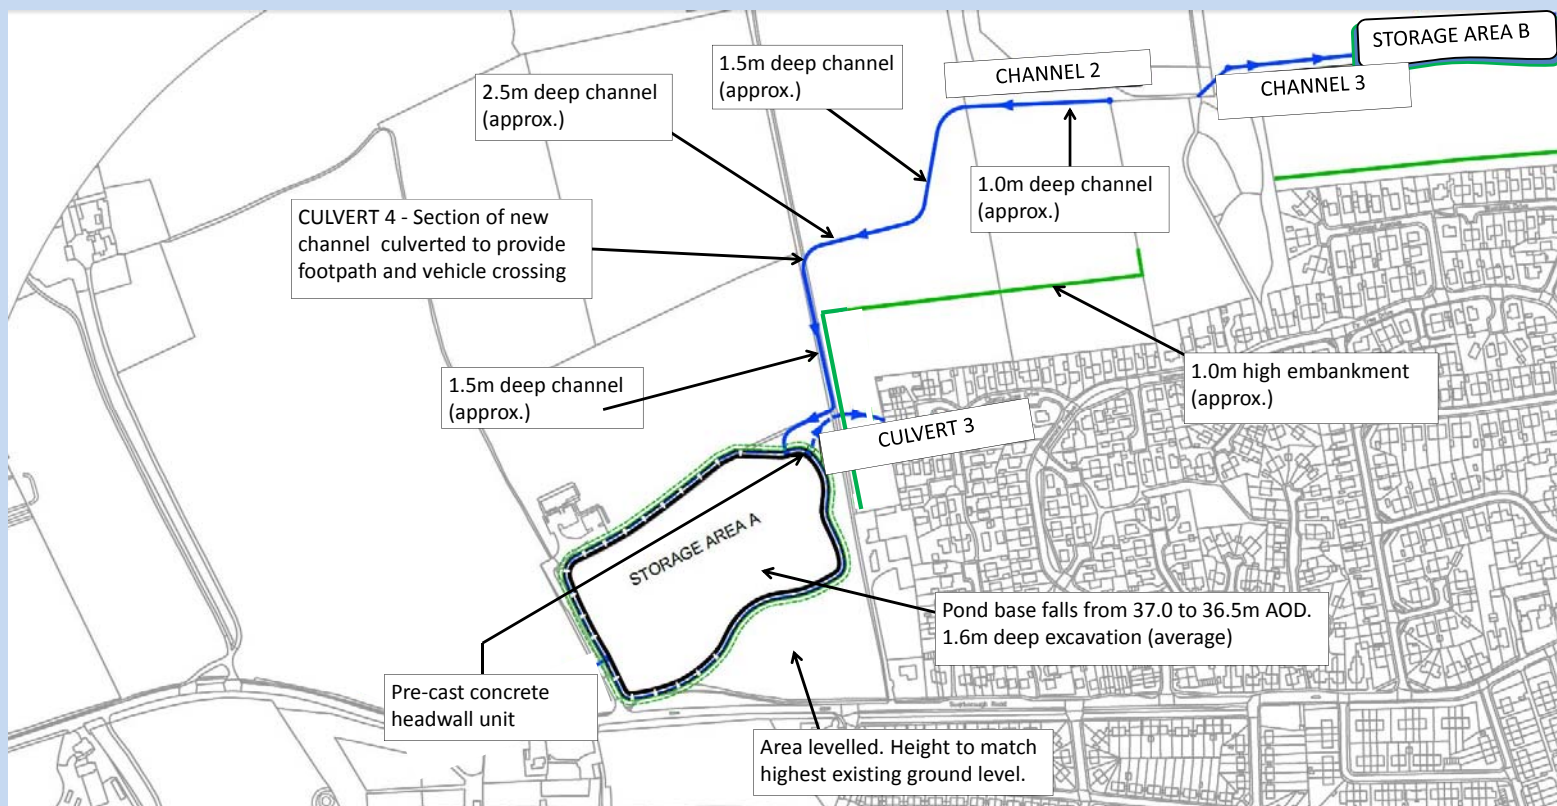 STORAGE AREA B
CHANNEL 2
CHANNEL 3
1.5m deep channel
(approx.)
2.5m deep channel
(approx.)
1.0m deep channel
(approx.)
CULVERT 4 - Section of new
channel culverted to provide
footpath and vehicle crossing
1.5m deep channel
(approx.)
1.0m high embankment
(approx.)
CULVERT 3
STORAGE AREA A
Pond base falls from 37.0 to 36.5m AOD.
1.6m deep excavation (average)
Pre-cast concrete
headwall unit
Area levelled. Height to match
highest existing ground level.